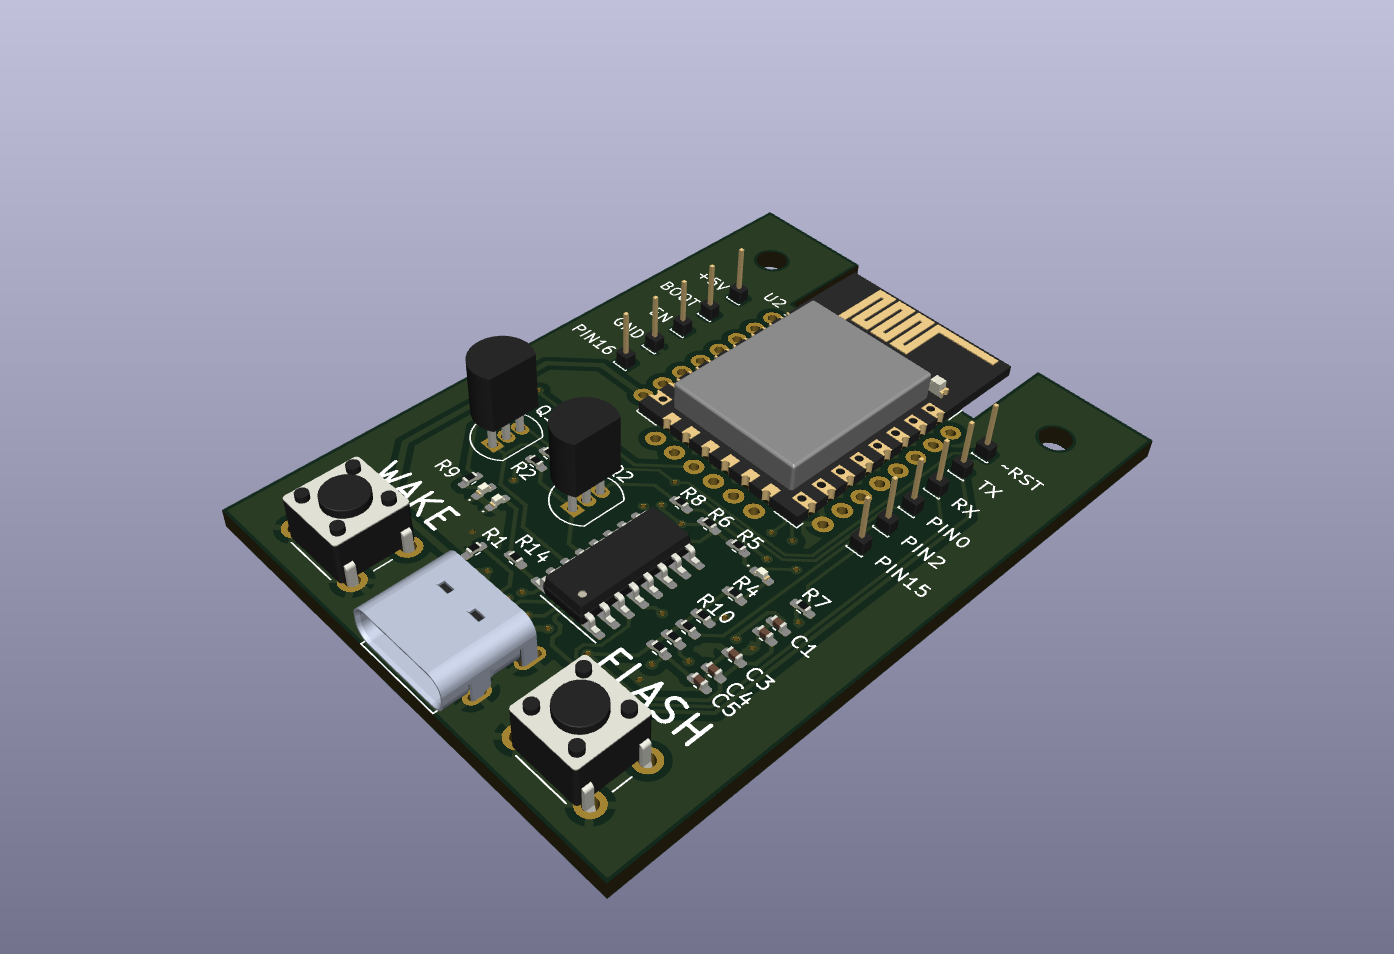 +5V
U2
BOOT
EN
GND
PIN16
~RST
TX
RX
PIN0
PIN2
PIN15
R9
R2
WAKE
R1
R14
R8
R6
R5
R4
R10
R7
C1
C3
C4
C5
FLASH